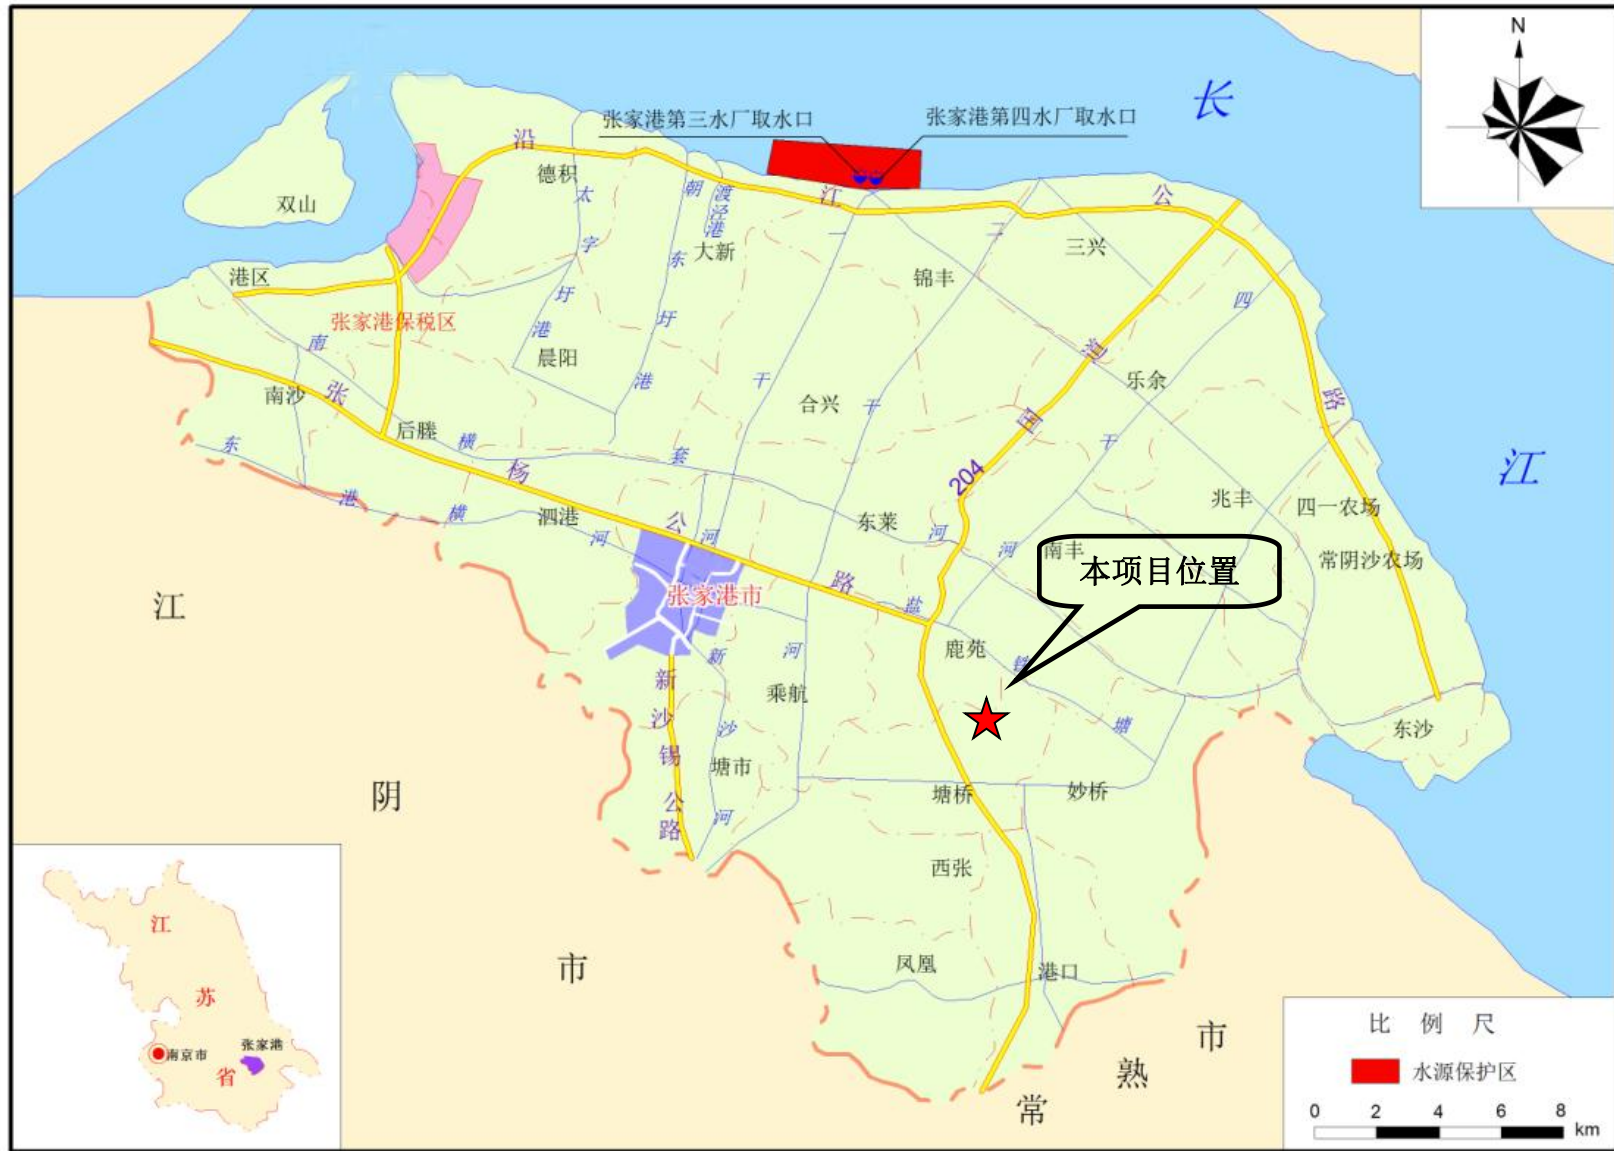 N
长
张家港第三水厂取水口
张家港第四水厂取水口
沿
江
公
路
德积
双山
太
字
圩
港
朝
东
圩
港
渡
泾
港
大新
一
干
河
二
干
河
三兴
锦丰
四
干
河
港区
张家港保税区
南
横
套
河
晨阳
204
国
道
乐余
合兴
南沙
张
杨
公
路
后塍
东
港
横
河
泗港
东莱
兆丰
四一农场
江
南丰
常阴沙农场
本项目位置
张家港市
盐
铁
塘
鹿苑
新
沙
河
乘航
新
沙
锡
公
路
东沙
塘市
塘桥
妙桥
西张
凤凰
港口
江
阴
市
常
熟
市
江
苏
省
南京市
张家港
比 例 尺
水源保护区
0 2 4 6 8
km